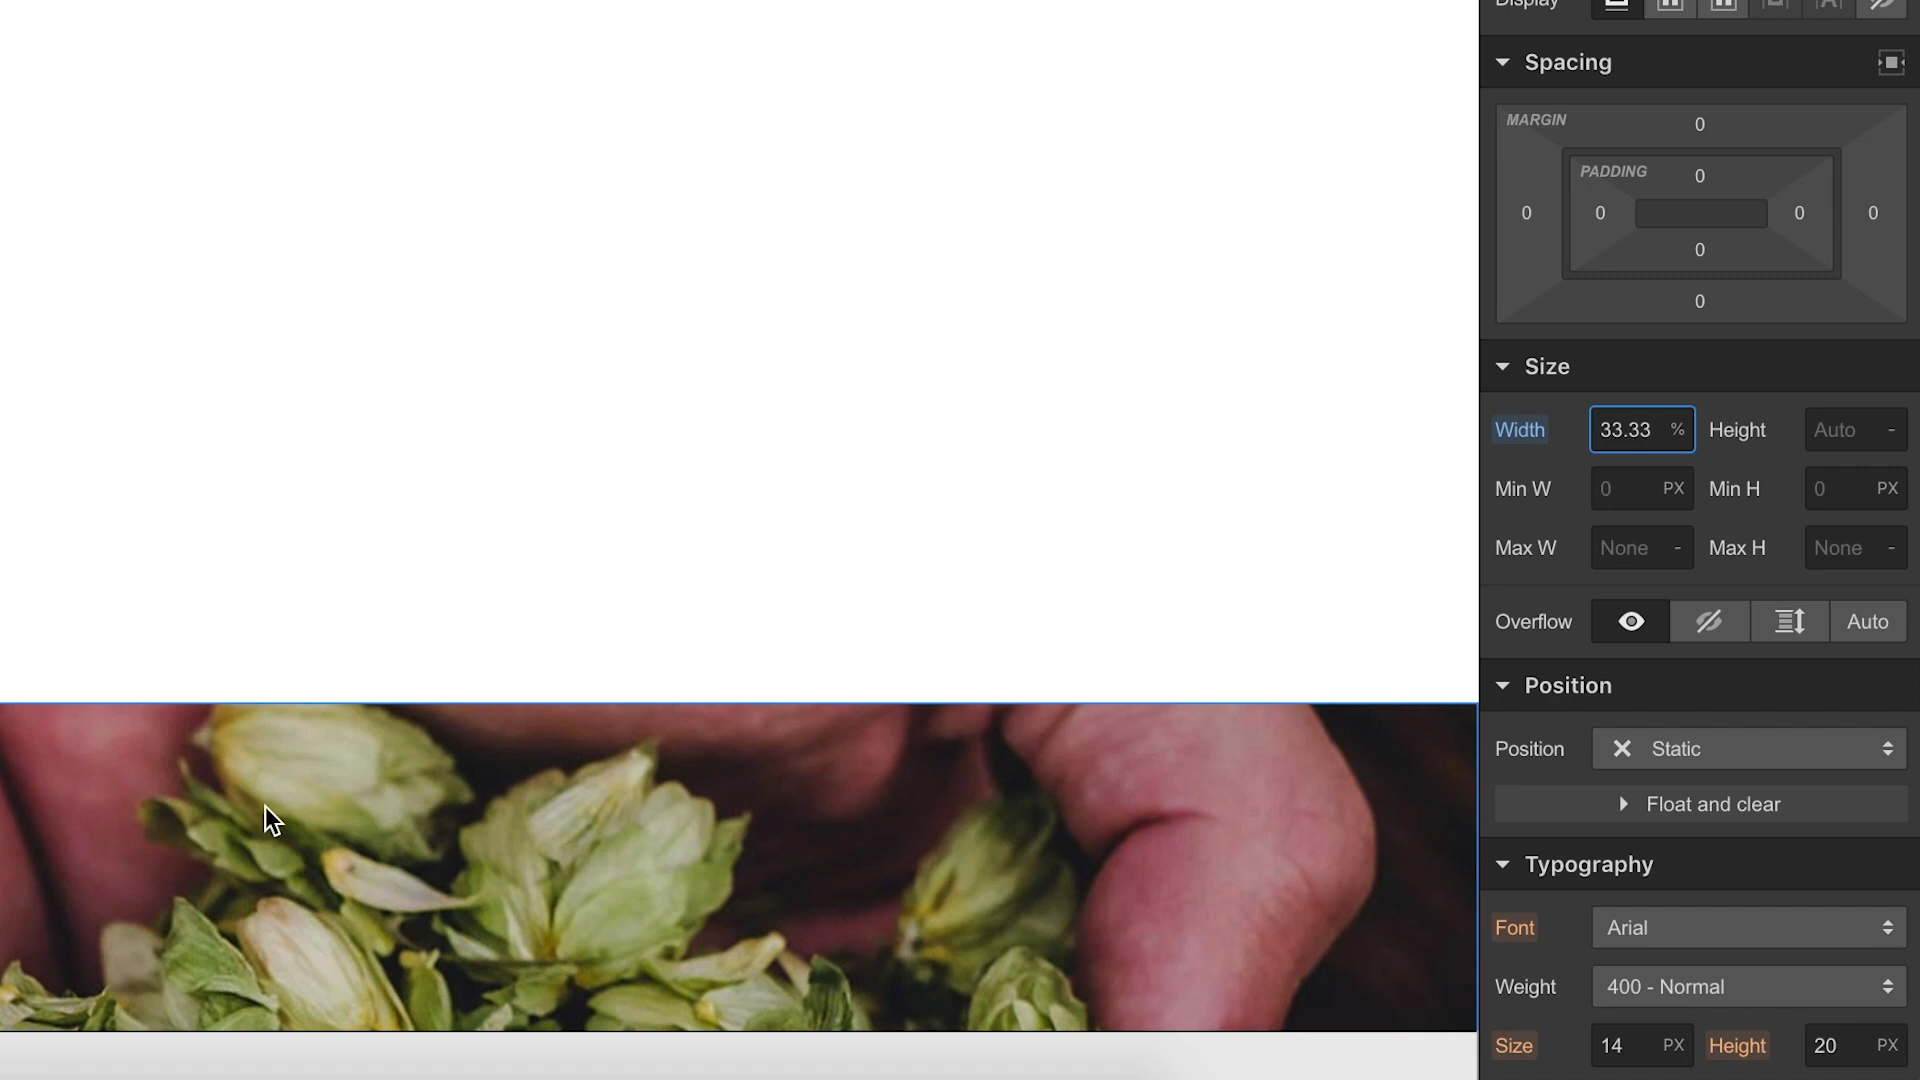 Display
Spacing
MARGIN
0
PADDING
0
0 0 0 0
0
0
Size
Width 33.33 % Height Auto -
Min W 0 PX Min H 0 PX
Max W None - Max H None -
Overflow Auto
Position
Position Static
Float and clear
Typography
Font Arial
Weight 400 - Normal
Size 14 PX Height 20 PX